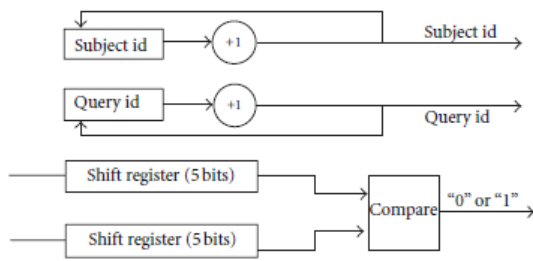 Subject id
+1
Subject id
Query id
+1
Query id
Shift register (5 bits)
Compare
"0" or "1"
Shift register (5 bits)